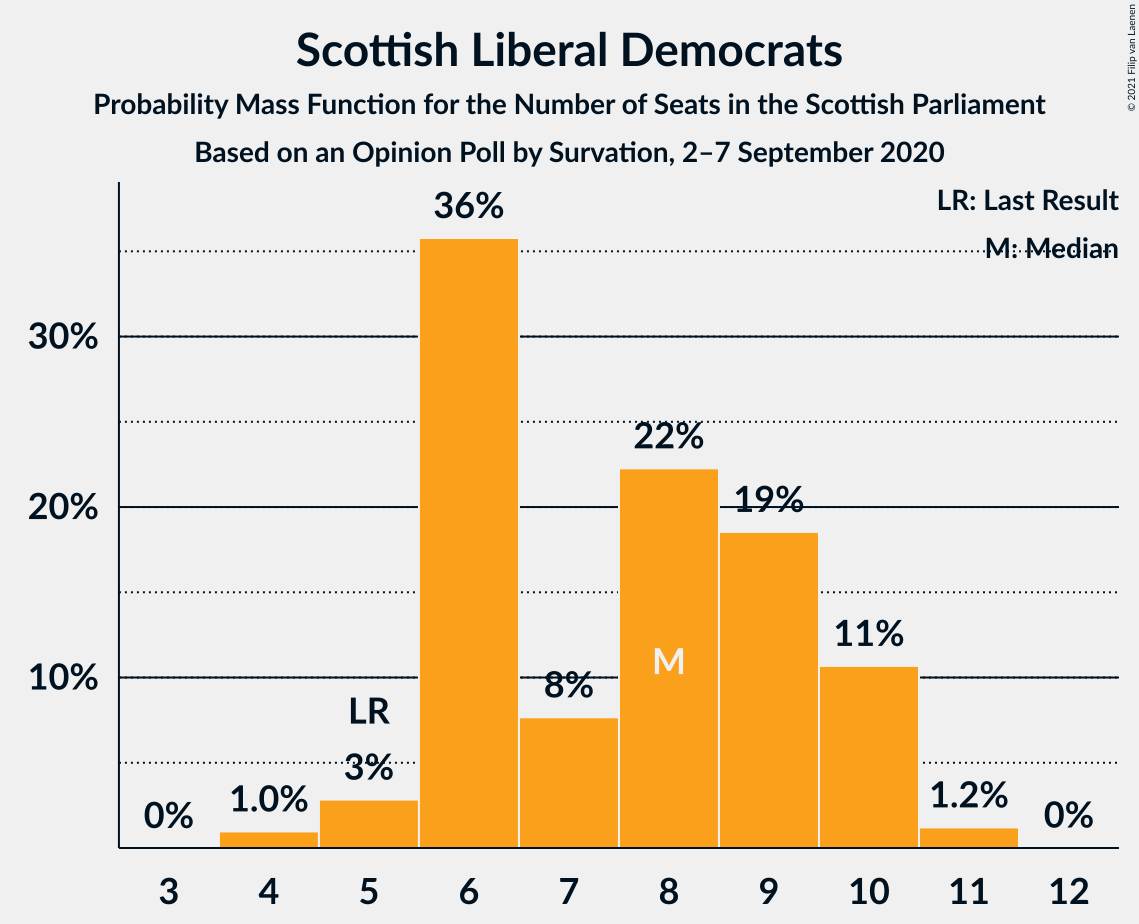 Scottish Liberal Democrats
Probability Mass Function for the Number of Seats in the Scottish Parliament
Based on an Opinion Poll by Survation, 2–7 September 2020
© 2021 Filip van Laenen
LR: Last Result
M: Median
36%
30%
22%
20%
19%
11%
10%
M
8%
LR
3%
1.0%
1.2%
0%
0%
3 4 5 6 7 8 9 10 11 12